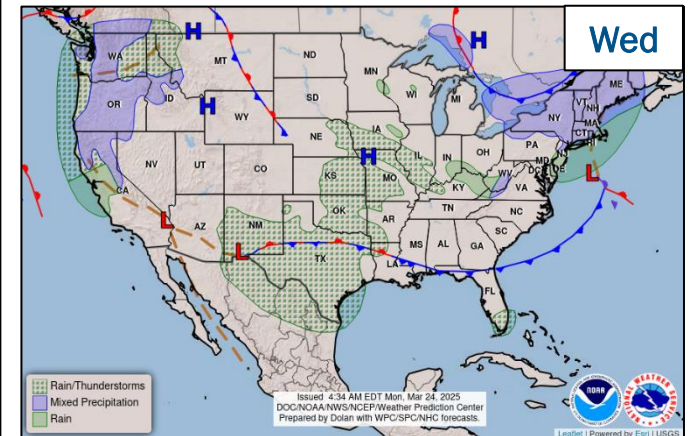 Wed
H
H
WA
MT
ND
MN
ME
VT
NH
OR
ID
H
WY
SD
WI
MI
NY
MA
CT
RI
NE
IA
H
PA
NJ
NV
UT
CO
KS
MO
IL
IN
OH
WV
MD
DC
DE
VA
L
CA
KY
L
AZ
NM
OK
AR
TN
NC
SC
L
TX
LA
MS
AL
GA
FL
Rain/Thunderstorms
Mixed Precipitation
Rain
Issued 4:34 AM EDT Mon, Mar 24, 2025
DOC/NOAA/NWS/NCEP/Weather Prediction Center
Prepared by Dolan with WPC/SPC/NHC forecasts.
NOAA
NATIONAL WEATHER SERVICE
Leaflet | Powered by Esri | USGS